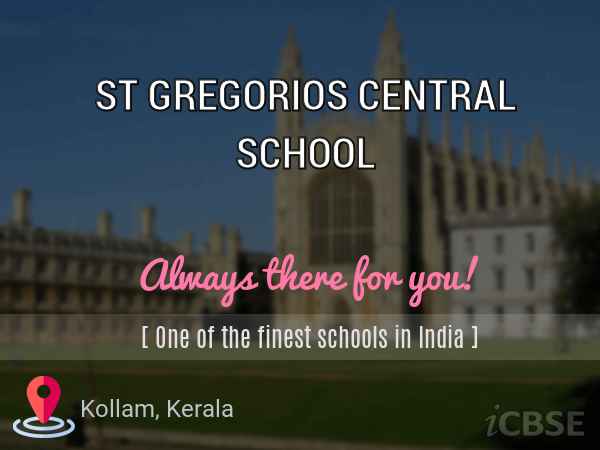 ST GREGORIOS CENTRAL
SCHOOL
Always there for you!
[ One of the finest schools in India ]
Kollam, Kerala
iCBSE